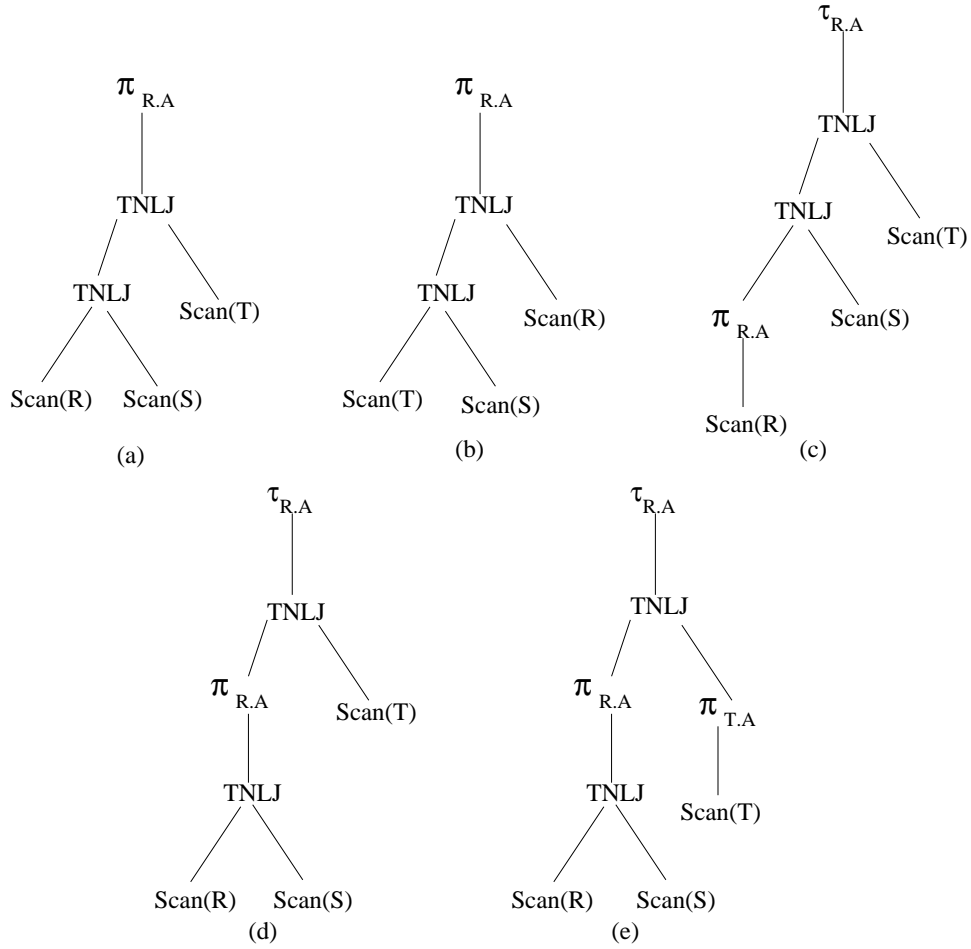 π R.A
TNLJ
TNLJ
Scan(T)
Scan(R)
Scan(S)
(a)
π R.A
TNLJ
TNLJ
Scan(R)
Scan(T)
Scan(S)
(b)
τ R.A
TNLJ
TNLJ
Scan(T)
π R.A
Scan(S)
Scan(R)
(c)
τ R.A
TNLJ
π R.A
Scan(T)
TNLJ
Scan(R)
Scan(S)
(d)
τ R.A
TNLJ
π R.A
π T.A
TNLJ
Scan(T)
Scan(R)
Scan(S)
(e)